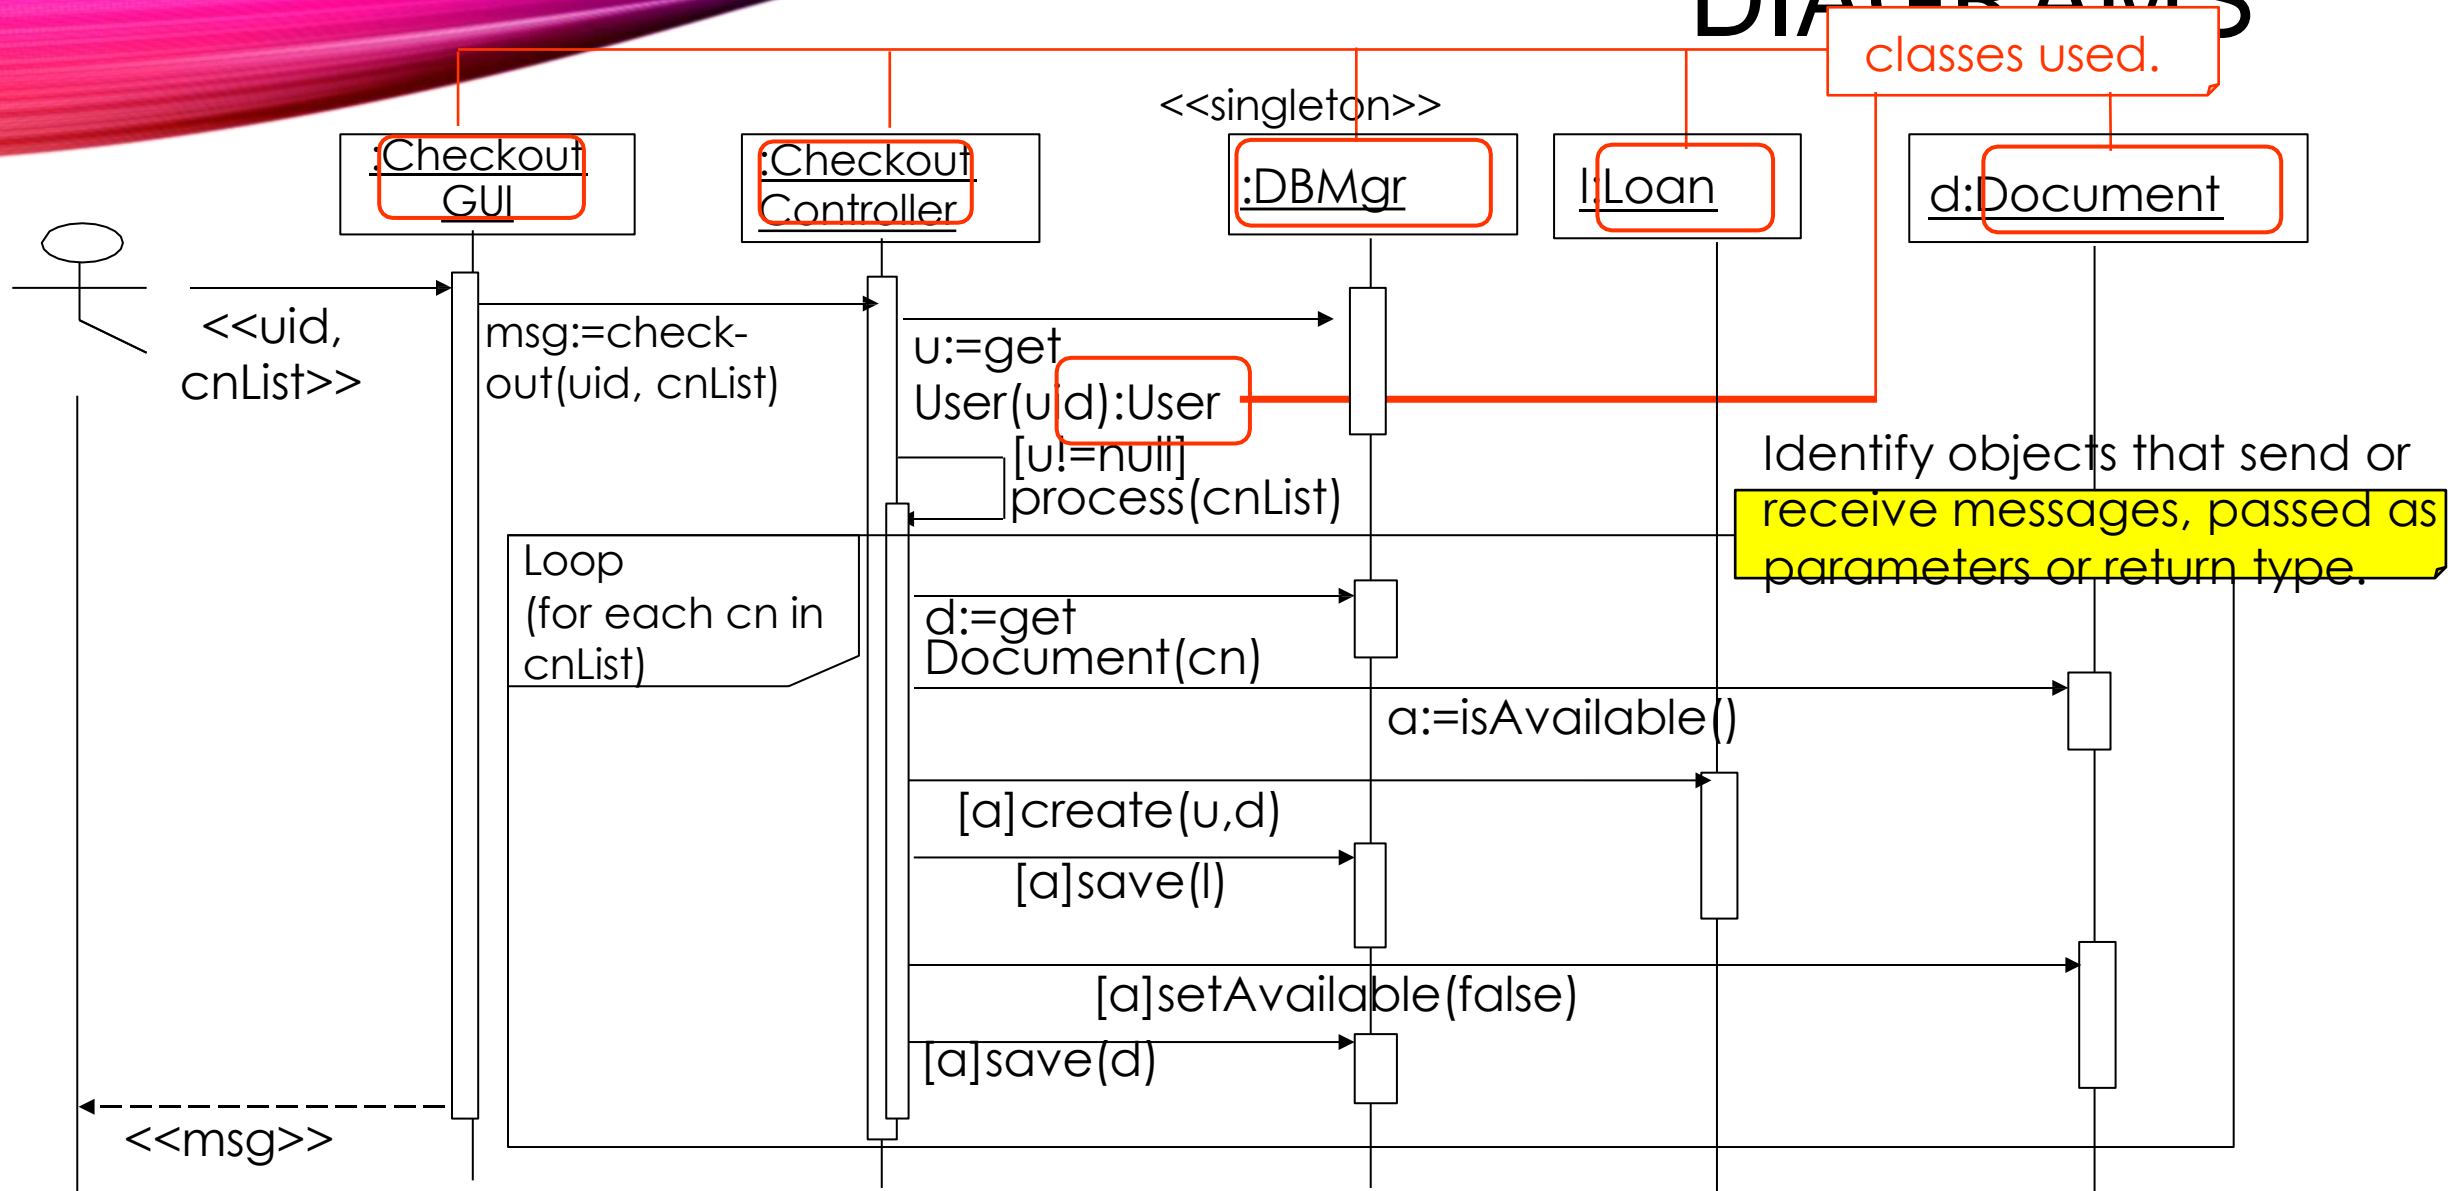 DIAGRAMS
classes used.
<<singleton>>
:Checkout
GUI
:Checkout
Controller
:DBMgr
l:Loan
d:Document
<<uid,
cnList>>
msg:=check-
out(uid, cnList)
u:=get
User(uid):User
[u!=null]
process(cnList)
Identify objects that send or
receive messages, passed as
parameters or return type.
Loop
(for each cn in
cnList)
d:=get
Document(cn)
a:=isAvailable()
[a]create(u,d)
[a]save(l)
[a]setAvailable(false)
[a]save(d)
<<msg>>